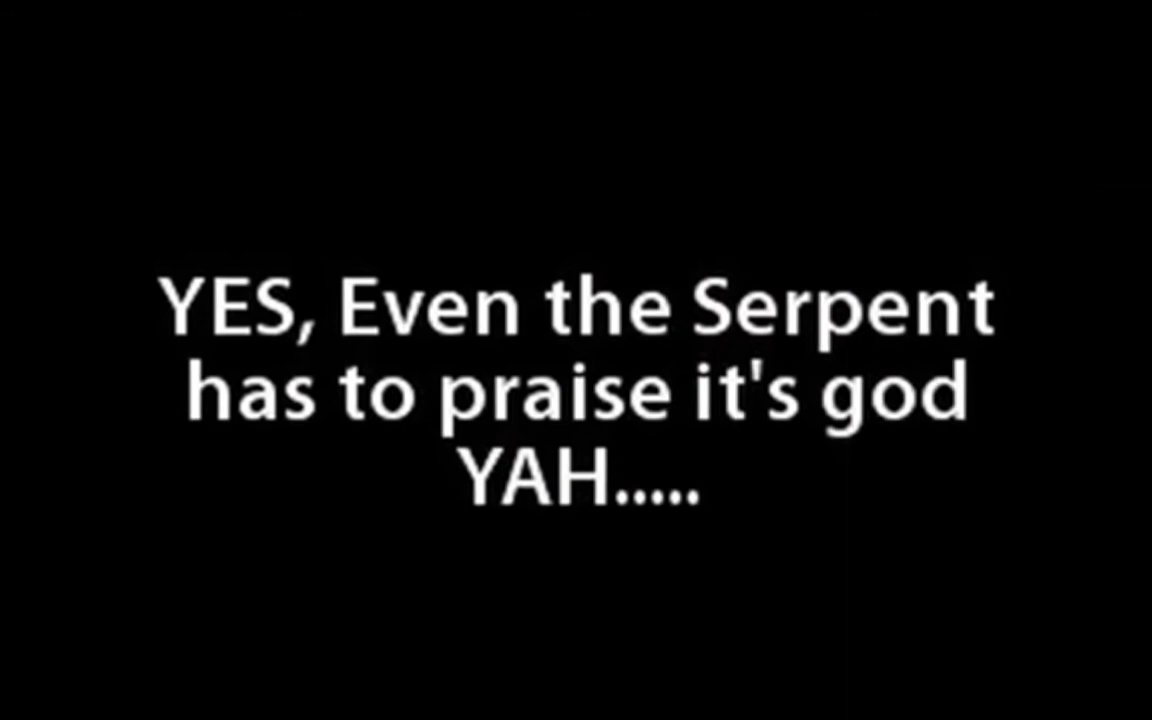 YES, Even the Serpent
has to praise it's god
YAH.....